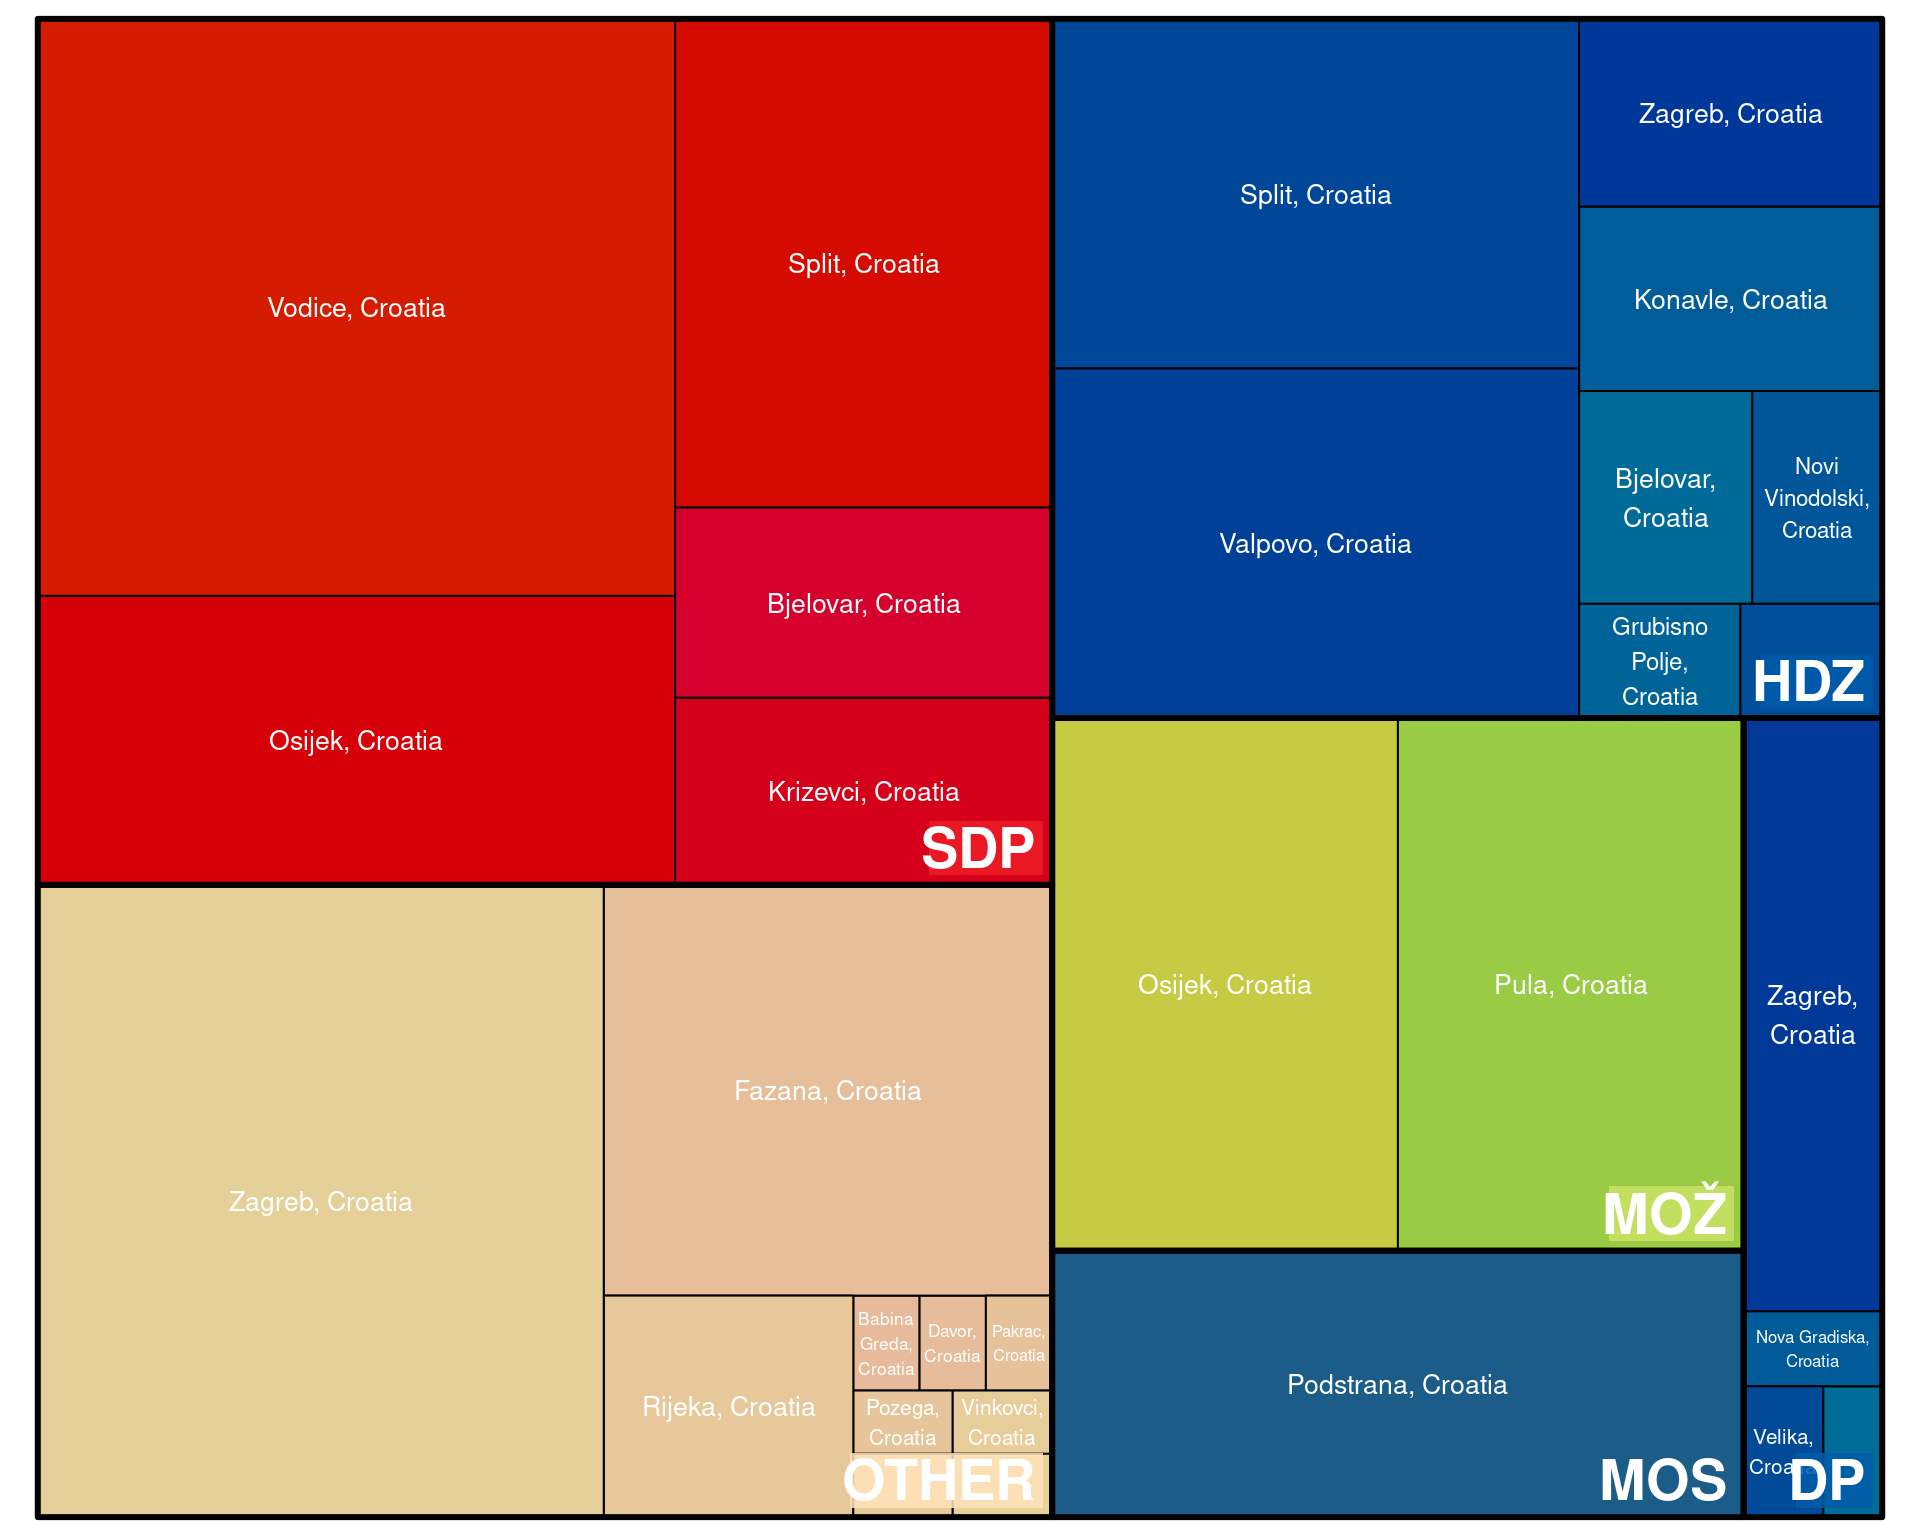 Vodice, Croatia
Split, Croatia
Bjelovar, Croatia
Osijek, Croatia
Krizevci, Croatia
SDP
Split, Croatia
Zagreb, Croatia
Konavle, Croatia
Valpovo, Croatia
Bjelovar,
Croatia
Novi
Vinodolski,
Croatia
Grubisno
Polje,
Croatia
HDZ
Zagreb, Croatia
Fazana, Croatia
Rijeka, Croatia
Babina
Greda,
Croatia
Davor,
Croatia
Pakrac,
Croatia
Pozega,
Croatia
Vinkovci,
Croatia
OTHER
Osijek, Croatia
Pula, Croatia
MOŽ
Podstrana, Croatia
MOS
Zagreb,
Croatia
Nova Gradiska,
Croatia
Velika,
DP